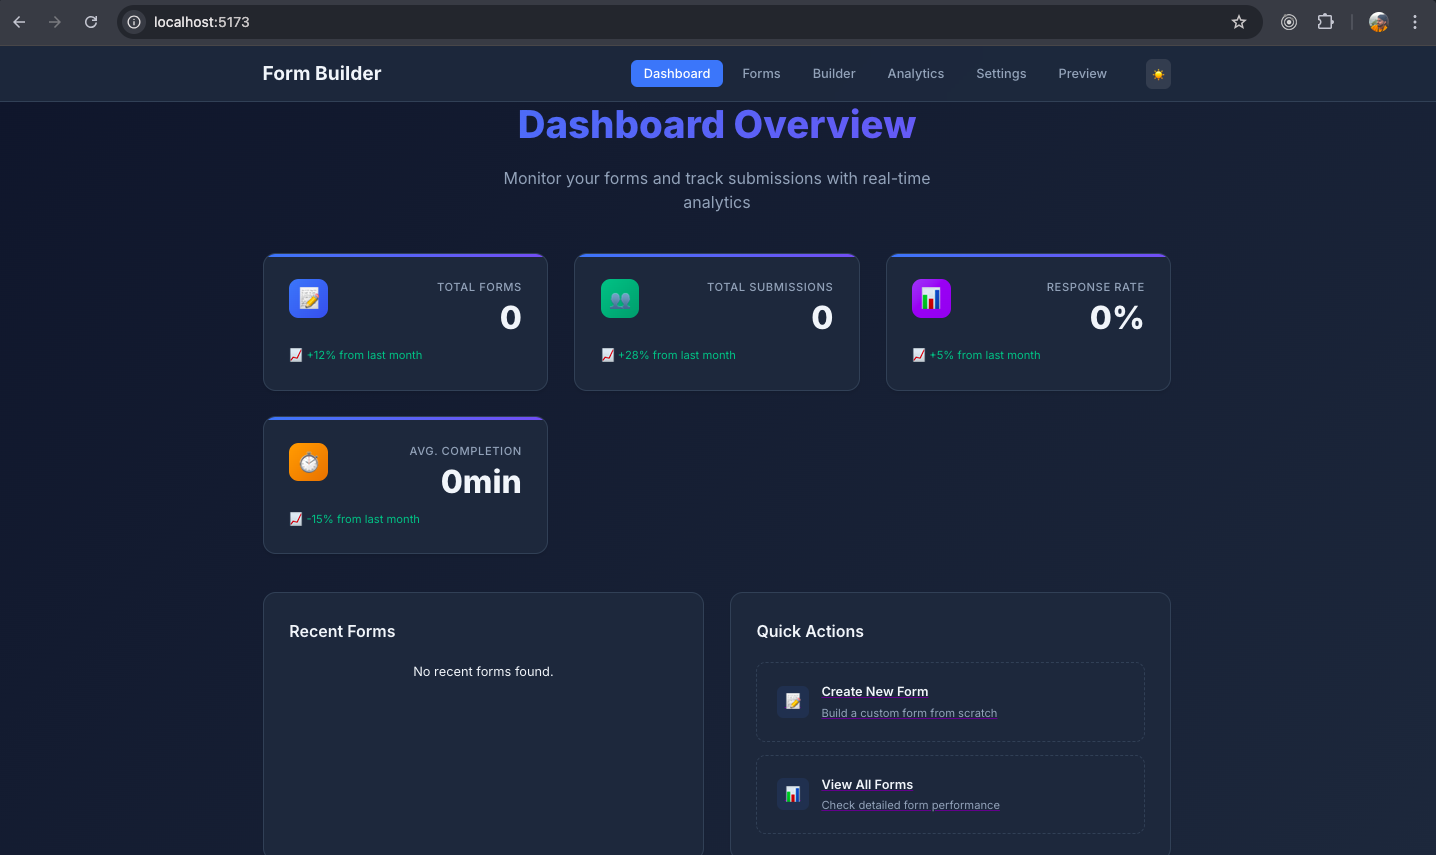 localhost:5173
Form Builder
Dashboard
Forms
Builder
Analytics
Settings
Preview
Dashboard Overview
Monitor your forms and track submissions with real-time
analytics
TOTAL FORMS
0
+12% from last month
TOTAL SUBMISSIONS
0
+28% from last month
RESPONSE RATE
0%
+5% from last month
AVG. COMPLETION
0min
-15% from last month
Recent Forms
No recent forms found.
Quick Actions
Create New Form
Build a custom form from scratch
View All Forms
Check detailed form performance